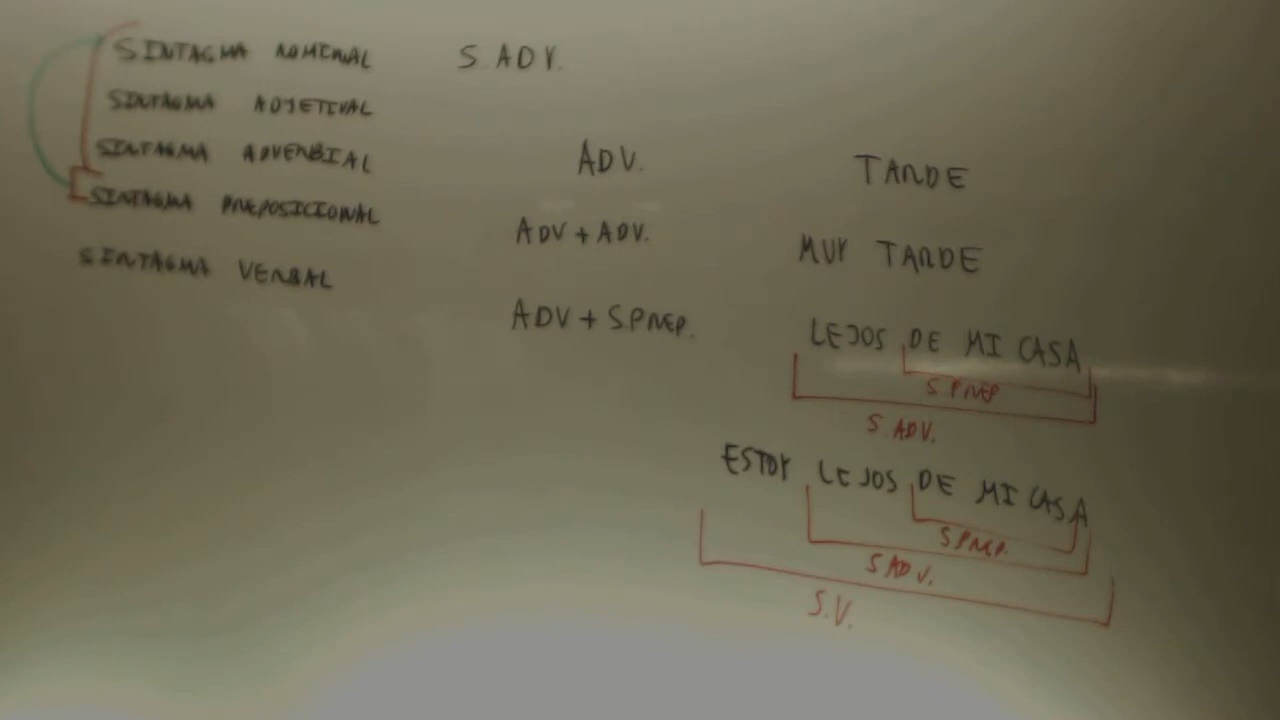 SINTAGMA NOMINAL
SINTAGMA ADJETIVAL
SINTAGMA ADVERBIAL
SINTAGMA PREPOSICIONAL
SINTAGMA VERBAL
S ADV.
ADV.
TARDE
ADV + ADV.
MUY TARDE
ADV + S.PREP.
LEJOS DE MI CASA
S.PREP
S ADV.
ESTOY LEJOS DE MI CASA
S PREP.
S ADV.
S.V.